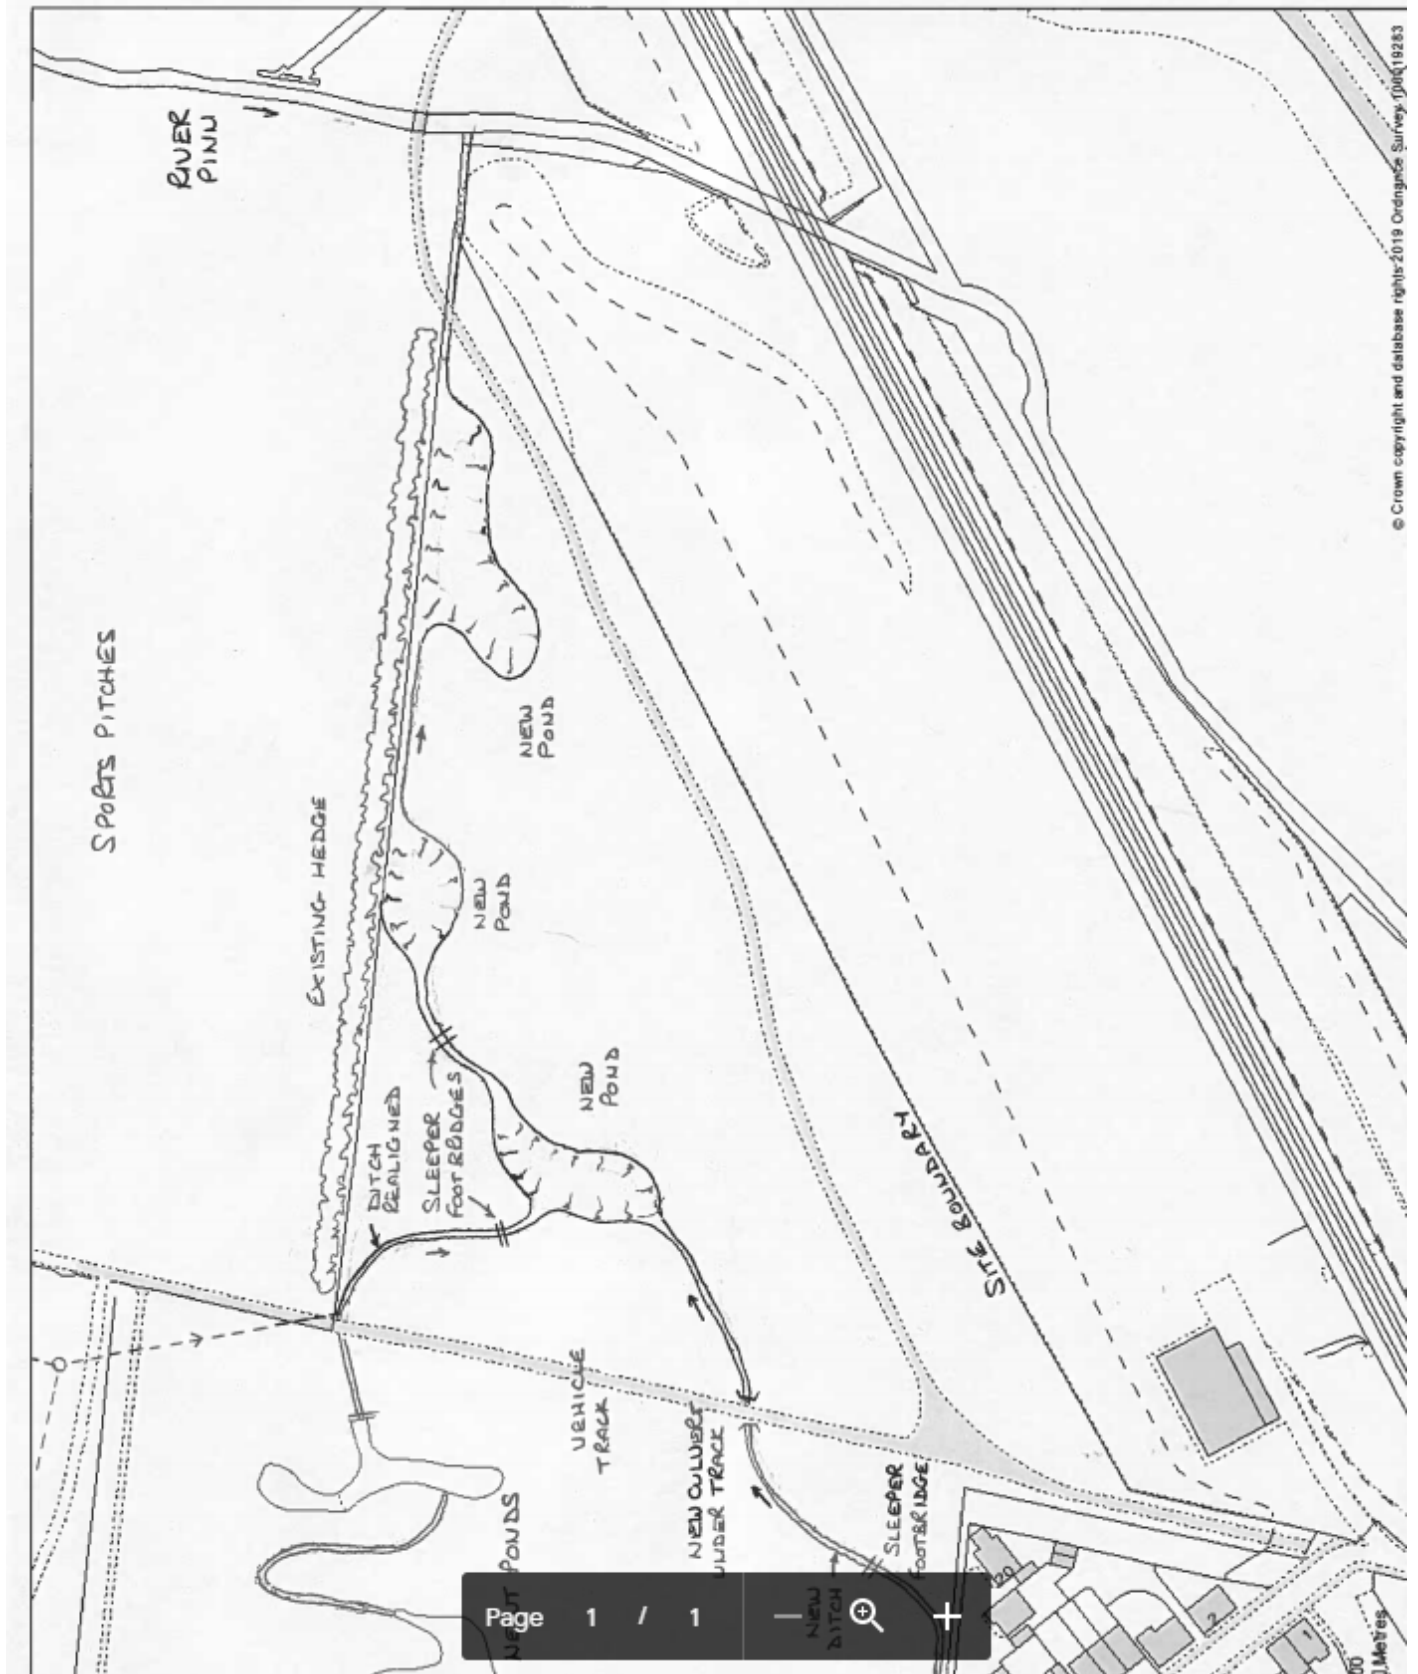 RIVER
PINN
SPORTS PITCHES
EXISTING HEDGE
NEW
POND
NEW
POND
NEW
POND
DITCH
REALIGNED
SLEEPER
FOOTBRIDGES
SITE BOUNDARY
VEHICLE
TRACK
NEW CULVERT
UNDER TRACK
SLEEPER
FOOTBRIDGE
NEW
DITCH
PONDS
20
2
1
Metres
© Crown copyright and database rights 2019 Ordnance Survey 100019283
Page 1 / 1